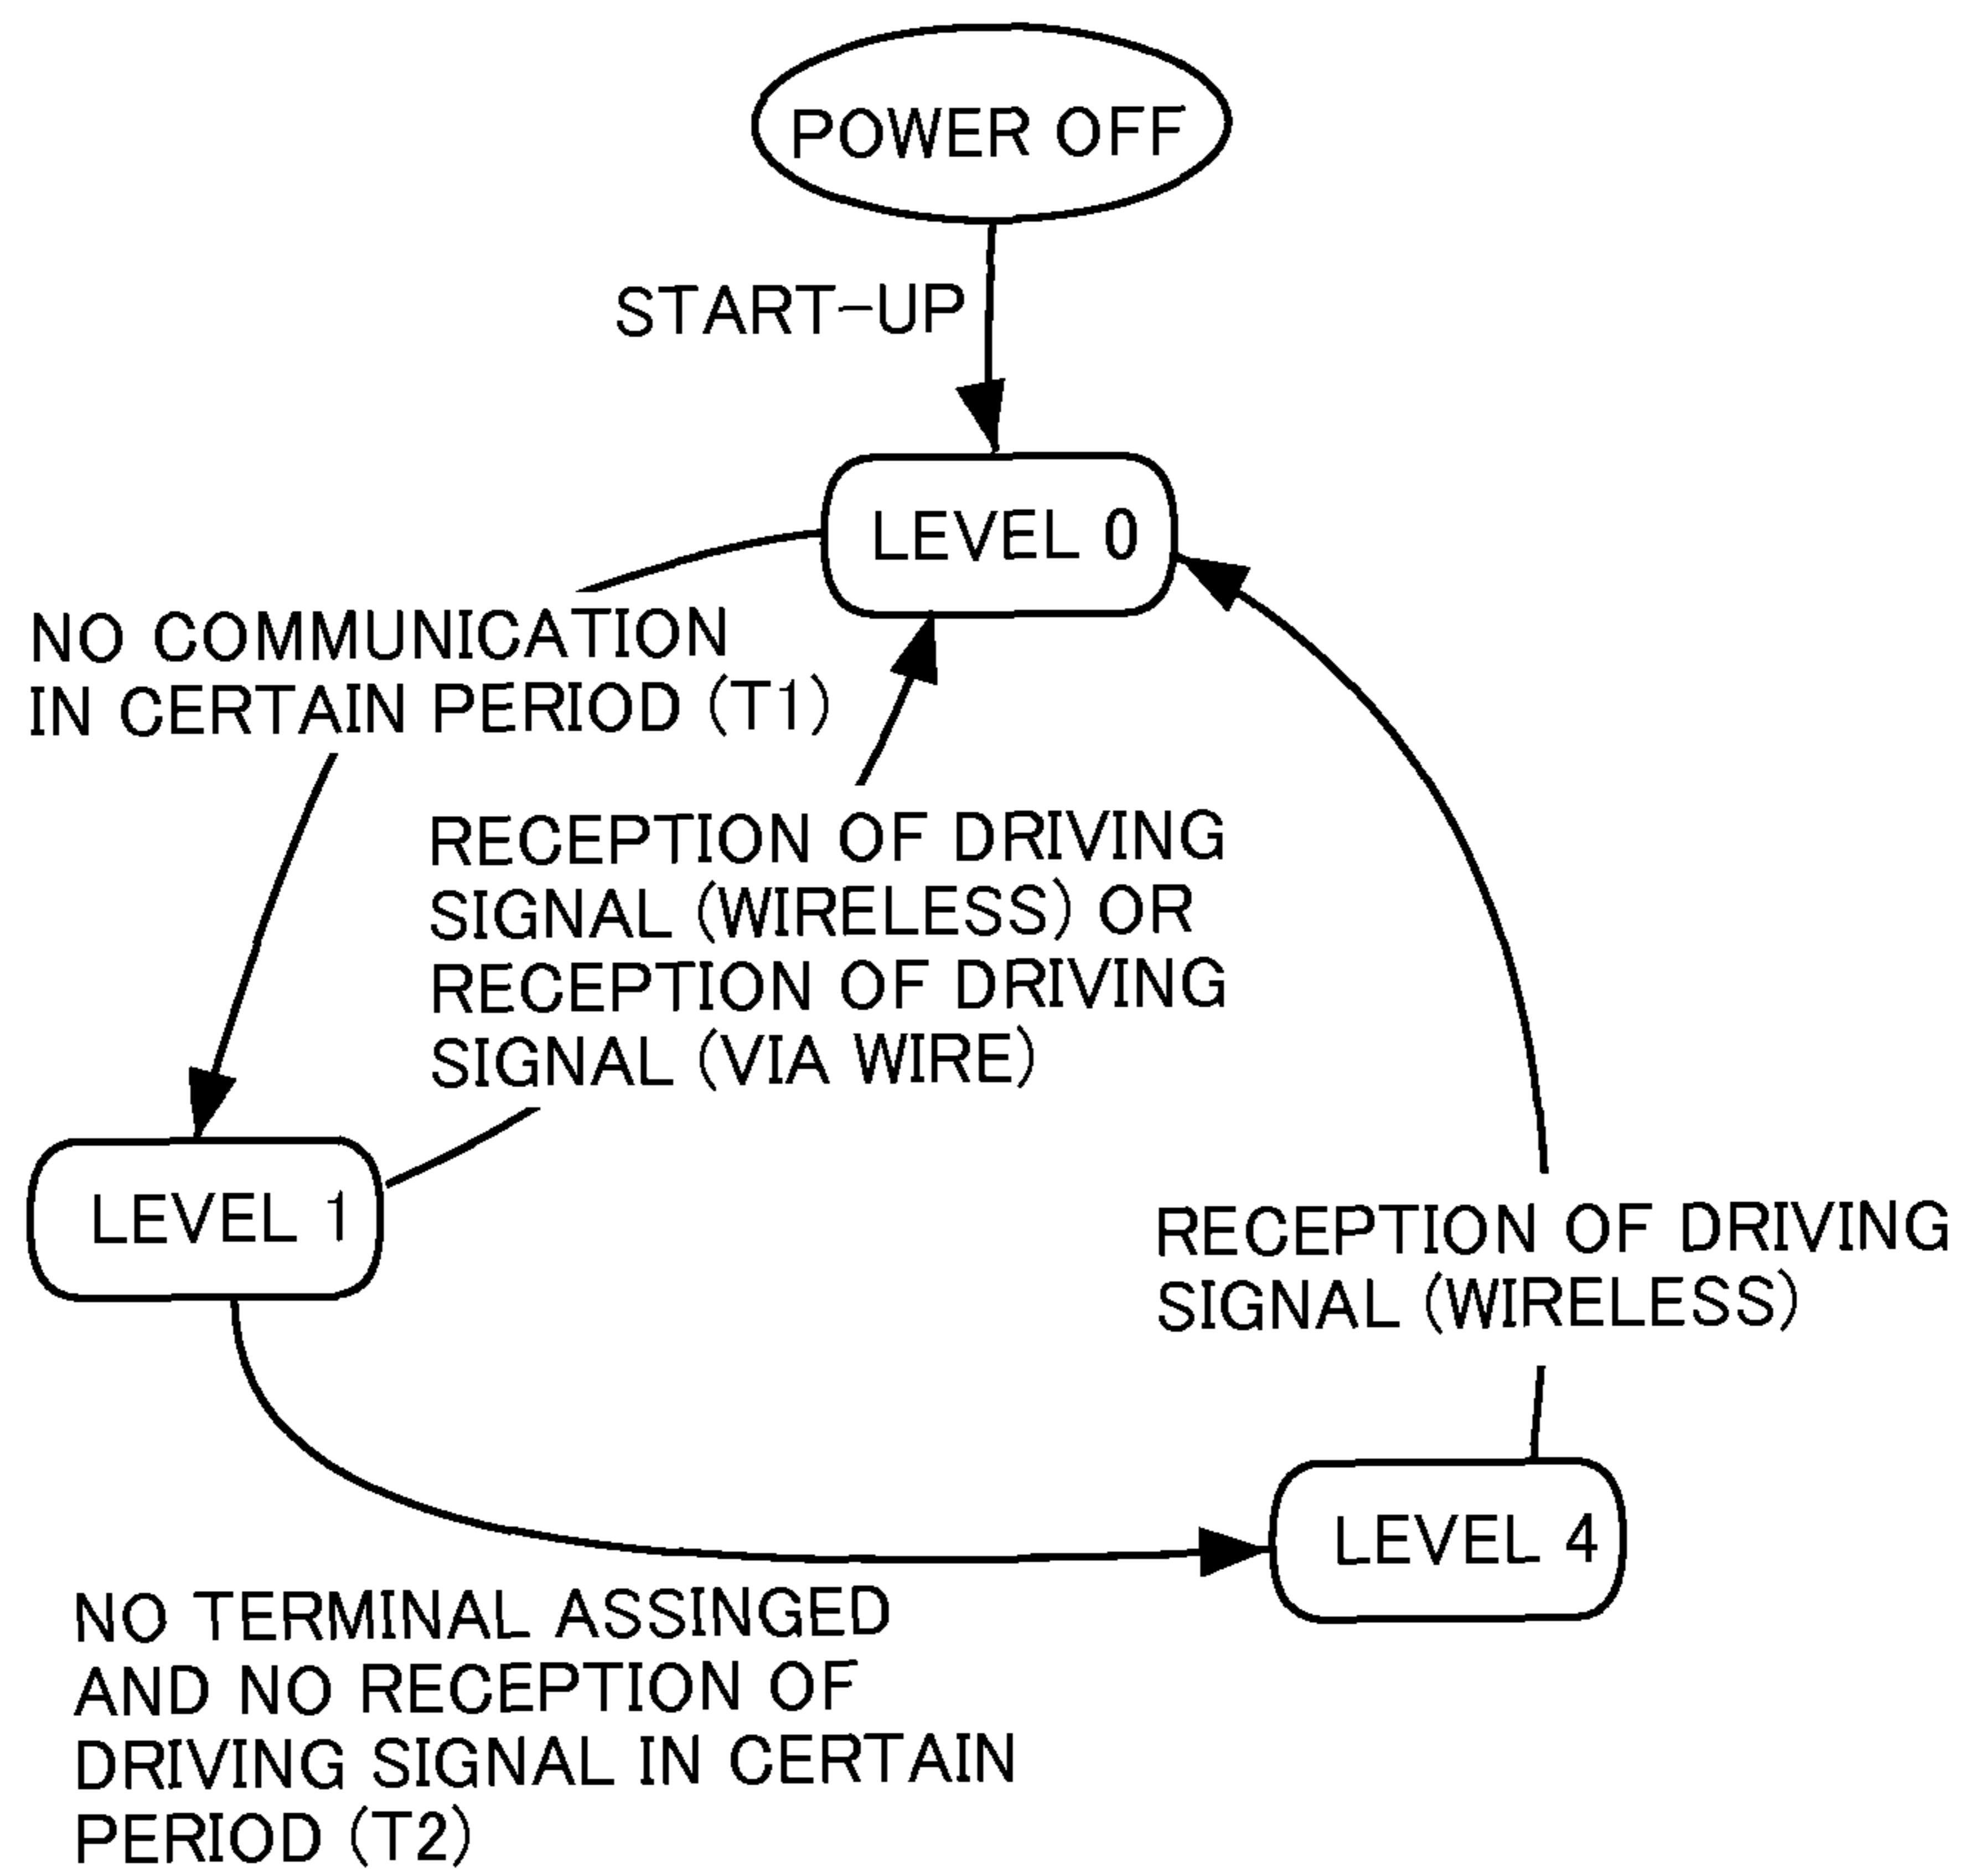 POWER OFF
START-UP
LEVEL 0
NO COMMUNICATION
IN CERTAIN PERIOD (T1)
RECEPTION OF DRIVING
SIGNAL (WIRELESS) OR
RECEPTION OF DRIVING
SIGNAL (VIA WIRE)
LEVEL 1
RECEPTION OF DRIVING
SIGNAL (WIRELESS)
LEVEL 4
NO TERMINAL ASSINGED
AND NO RECEPTION OF
DRIVING SIGNAL IN CERTAIN
PERIOD (T2)